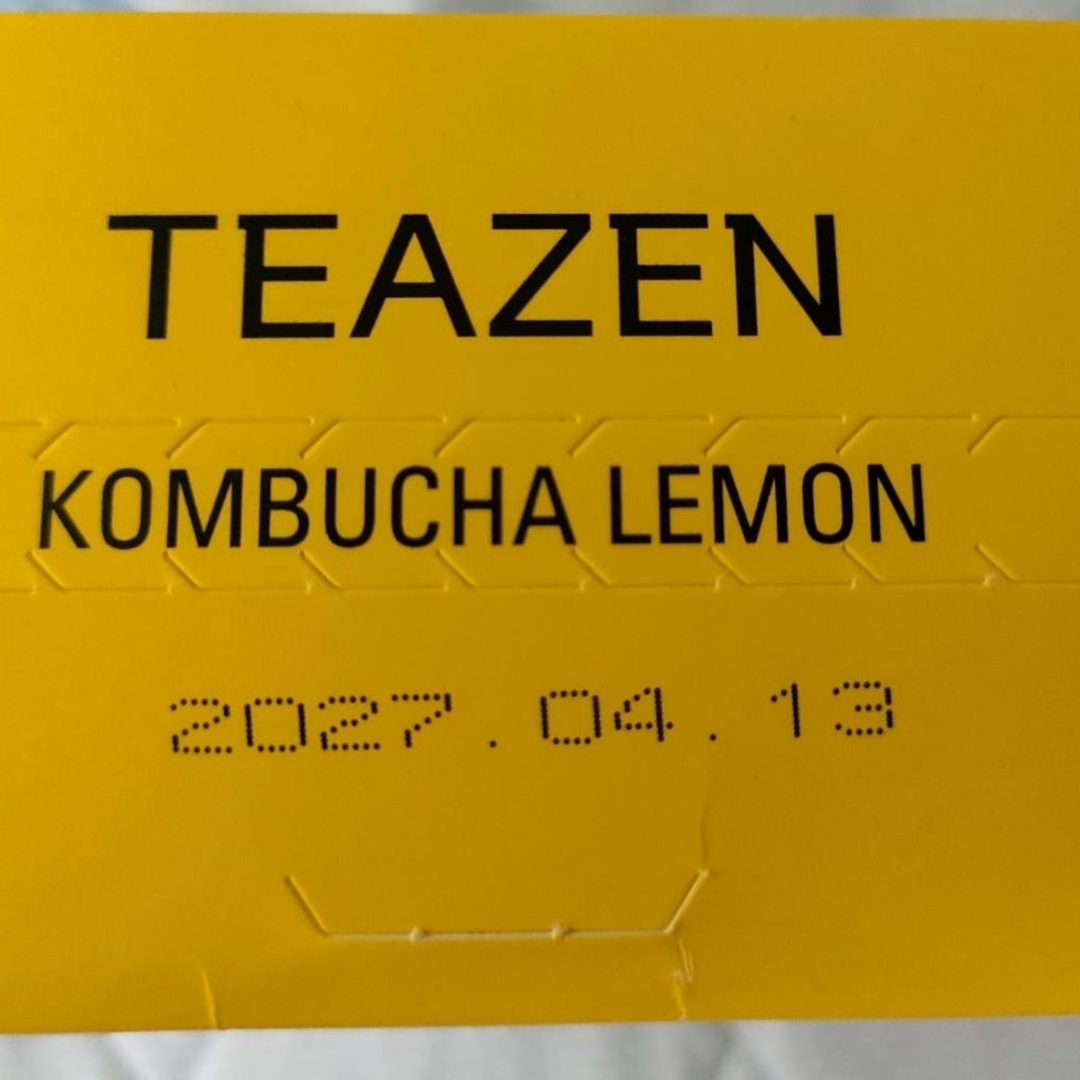 TEAZEN
KOMBUCHA LEMON
2027.04.13